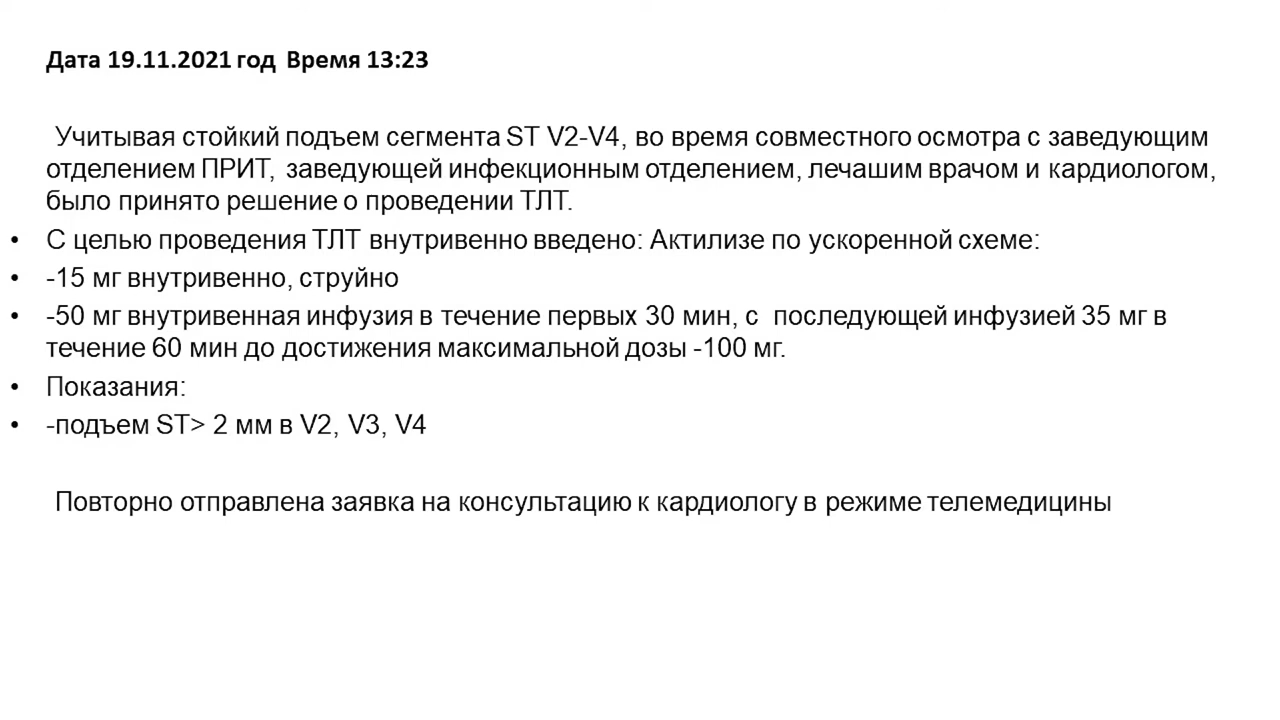 Дата 19.11.2021 год Время 13:23
Учитывая стойкий подъем сегмента ST V2-V4, во время совместного осмотра с заведующим
отделением ПРИТ, заведующей инфекционным отделением, лечашим врачом и кардиологом,
было принято решение о проведении ТЛТ.
• С целью проведения ТЛТ внутривенно введено: Актилизе по ускоренной схеме:
• -15 мг внутривенно, струйно
• -50 мг внутривенная инфузия в течение первых 30 мин, с последующей инфузией 35 мг в
течение 60 мин до достижения максимальной дозы -100 мг.
• Показания:
• -подъем ST> 2 мм в V2, V3, V4
Повторно отправлена заявка на консультацию к кардиологу в режиме телемедицины